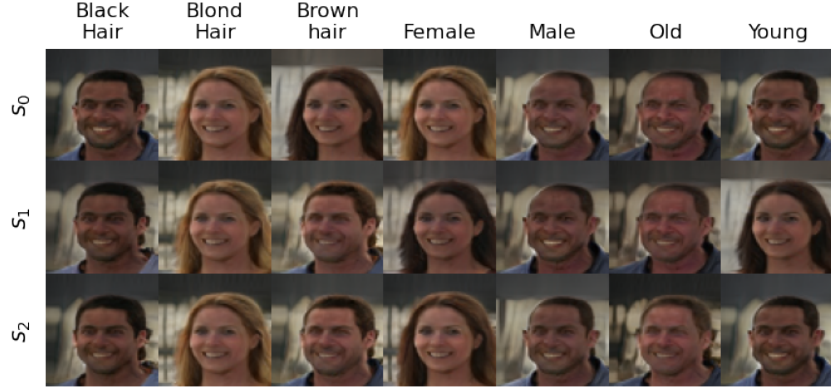 Black Hair
Blond Hair
Brown hair
Female
Male
Old
Young
s₀
s₁
s₂